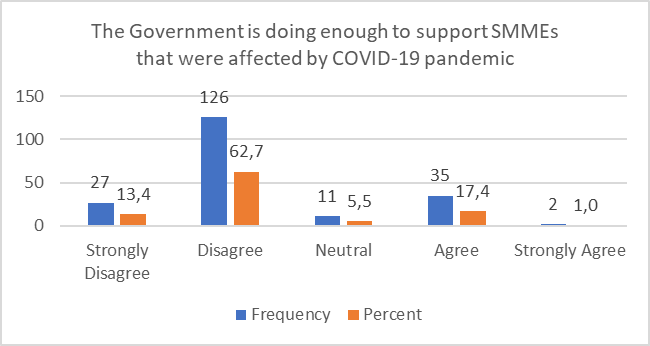 The Government is doing enough to support SMMEs
that were affected by COVID-19 pandemic
150
100
50
0
27
13,4
126
62,7
11
5,5
35
17,4
2
1,0
Strongly
Disagree
Disagree
Neutral
Agree
Strongly Agree
Frequency
Percent